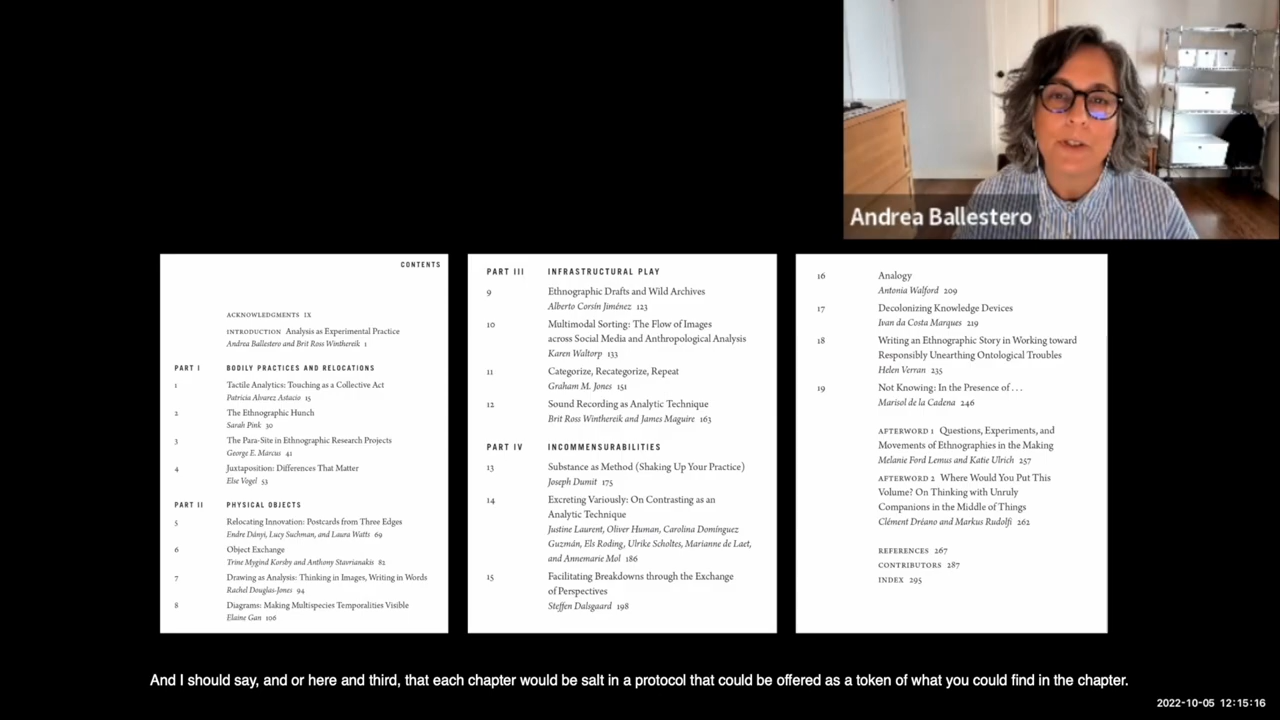 Andrea Ballestero
CONTENTS
ACKNOWLEDGMENTS IX
INTRODUCTION Analysis as Experimental Practice
Andrea Ballestero and Brit Ross Winthereik 1
PART I BODILY PRACTICES AND RELOCATIONS
1 Tactile Analytics: Touching as a Collective Act
Patricia Alvarez Astacio 15
2 The Ethnographic Hunch
Sarah Pink 30
3 The Para-Site in Ethnographic Research Projects
George E. Marcus 41
4 Juxtaposition: Differences That Matter
Else Vogel 53
PART II PHYSICAL OBJECTS
5 Relocating Innovation: Postcards from Three Edges
Endre Dányi, Lucy Suchman, and Laura Watts 69
6 Object Exchange
Trine Mygind Korsby and Anthony Stavrianakis 82
7 Drawing as Analysis: Thinking in Images, Writing in Words
Rachel Douglas-Jones 94
8 Diagrams: Making Multispecies Temporalities Visible
Elaine Gan 106
PART III INFRASTRUCTURAL PLAY
9 Ethnographic Drafts and Wild Archives
Alberto Corsín Jiménez 123
10 Multimodal Sorting: The Flow of Images
across Social Media and Anthropological Analysis
Karen Waltorp 133
11 Categorize, Recategorize, Repeat
Graham M. Jones 151
12 Sound Recording as Analytic Technique
Brit Ross Winthereik and James Maguire 163
PART IV INCOMMENSURABILITIES
13 Substance as Method (Shaking Up Your Practice)
Joseph Dumit 175
14 Excreting Variously: On Contrasting as an
Analytic Technique
Justine Laurent, Oliver Human, Carolina Domínguez
Guzmán, Els Roding, Ulrike Scholtes, Marianne de Laet,
and Annemarie Mol 186
15 Facilitating Breakdowns through the Exchange
of Perspectives
Steffen Dalsgaard 198
16 Analogy
Antonia Walford 209
17 Decolonizing Knowledge Devices
Ivan da Costa Marques 219
18 Writing an Ethnographic Story in Working toward
Responsibly Unearthing Ontological Troubles
Helen Verran 235
19 Not Knowing: In the Presence of . . .
Marisol de la Cadena 246
AFTERWORD 1 Questions, Experiments, and
Movements of Ethnographies in the Making
Melanie Ford Lemus and Katie Ulrich 257
AFTERWORD 2 Where Would You Put This
Volume? On Thinking with Unruly
Companions in the Middle of Things
Clément Dréano and Markus Rudolfi 262
REFERENCES 267
CONTRIBUTORS 287
INDEX 295
And I should say, and or here and third, that each chapter would be salt in a protocol that could be offered as a token of what you could find in the chapter.
2022-10-05 12:15:16